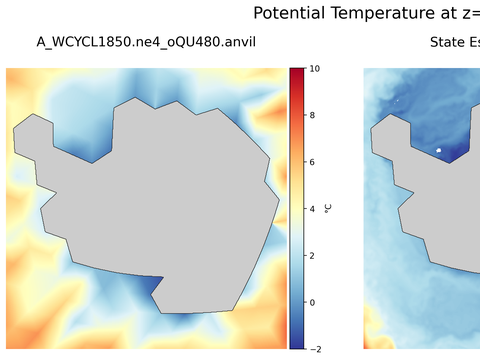 Potential Temperature at z=
A_WCYCL1850.ne4_oQU480.anvil
State Es
10
8
6
4
2
0
−2
°C